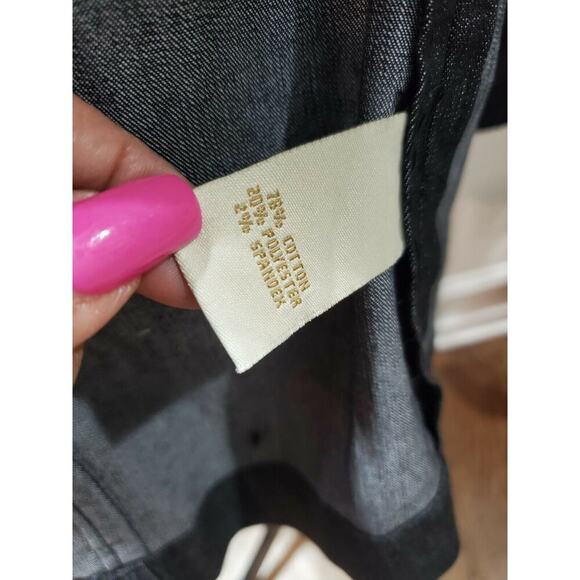 78% COTTON
20% POLYESTER
2% SPANDEX